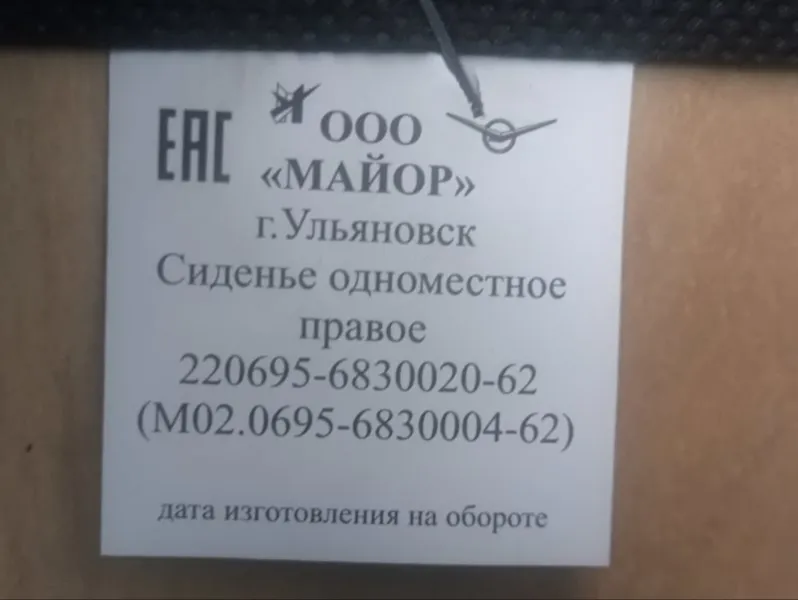 ЕАС
ООО
«МАЙОР»
г.Ульяновск
Сиденье одноместное
правое
220695-6830020-62
(М02.0695-6830004-62)
дата изготовления на обороте